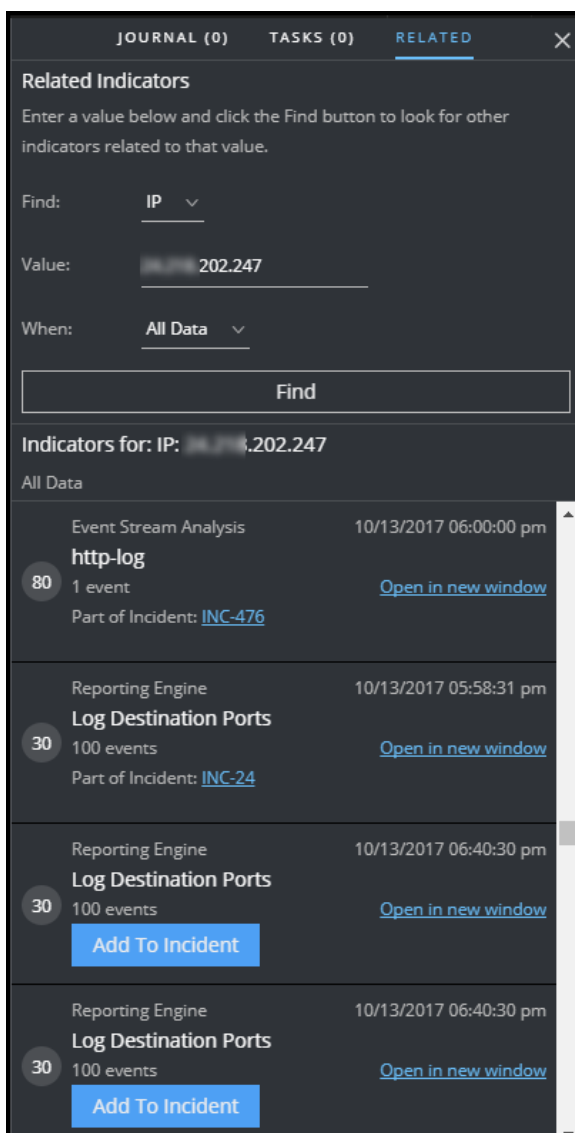 JOURNAL (0) TASKS (0) RELATED
Related Indicators
Enter a value below and click the Find button to look for other
indicators related to that value.
Find: IP
Value: 202.247
When: All Data
Find
Indicators for: IP: .202.247
All Data
Event Stream Analysis 10/13/2017 06:00:00 pm
http-log
80 1 event Open in new window
Part of Incident: INC-476
Reporting Engine 10/13/2017 05:58:31 pm
Log Destination Ports
30 100 events Open in new window
Part of Incident: INC-24
Reporting Engine 10/13/2017 06:40:30 pm
Log Destination Ports
30 100 events Open in new window
Add To Incident
Reporting Engine 10/13/2017 06:40:30 pm
Log Destination Ports
30 100 events Open in new window
Add To Incident